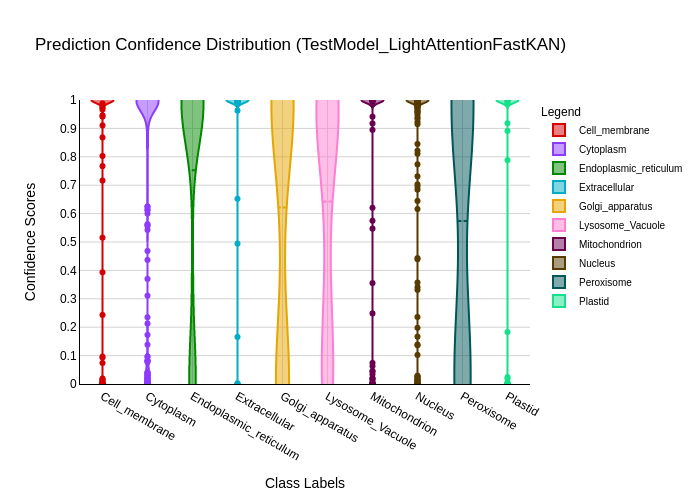 Prediction Confidence Distribution (TestModel_LightAttentionFastKAN)
Confidence Scores
1
0.9
0.8
0.7
0.6
0.5
0.4
0.3
0.2
0.1
0
Cell_membrane
Cytoplasm
Endoplasmic_reticulum
Extracellular
Golgi_apparatus
Lysosome_Vacuole
Mitochondrion
Nucleus
Peroxisome
Plastid
Class Labels
Legend
Cell_membrane
Cytoplasm
Endoplasmic_reticulum
Extracellular
Golgi_apparatus
Lysosome_Vacuole
Mitochondrion
Nucleus
Peroxisome
Plastid